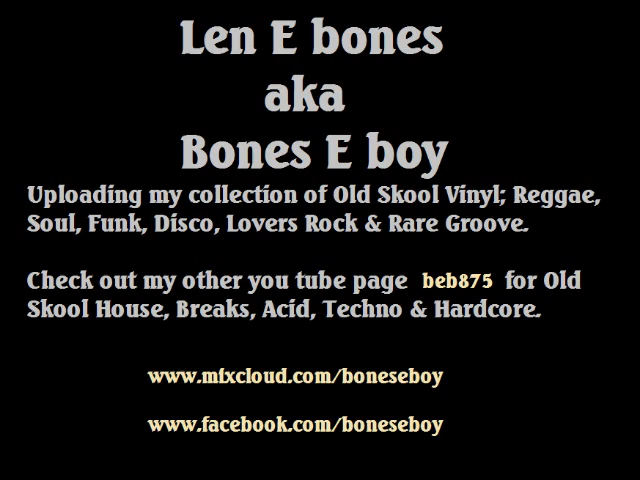 Len E bones
aka
Bones E boy
Uploading my collection of Old Skool Vinyl; Reggae,
Soul, Funk, Disco, Lovers Rock & Rare Groove.
Check out my other you tube page beb875 for Old
Skool House, Breaks, Acid, Techno & Hardcore.
www.mixcloud.com/boneseboy
www.facebook.com/boneseboy